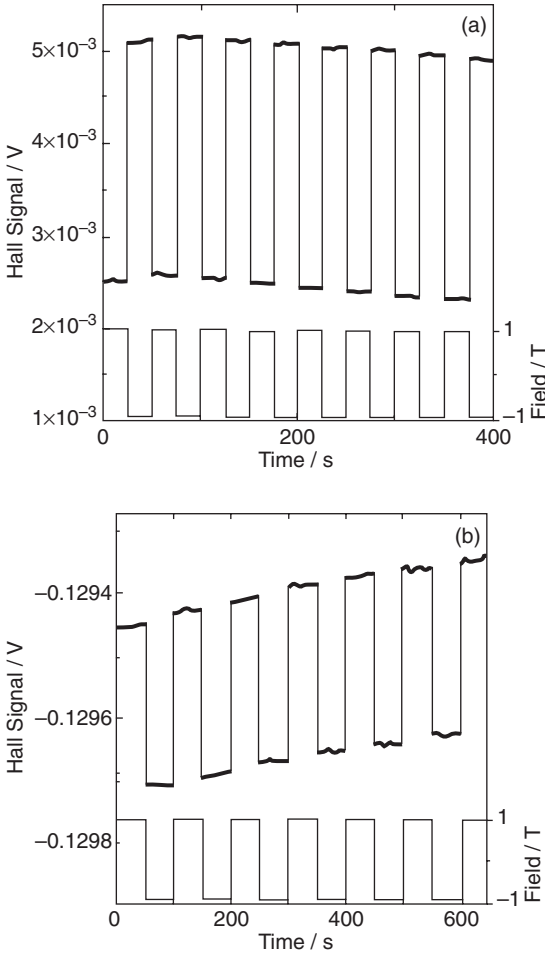 (a)
5×10−3
4×10−3
3×10−3
2×10−3
1×10−3
Hall Signal / V
1
−1
Field / T
0 200 400
Time / s
(b)
−0.1294
−0.1296
−0.1298
Hall Signal / V
1
−1
Field / T
0 200 400 600
Time / s